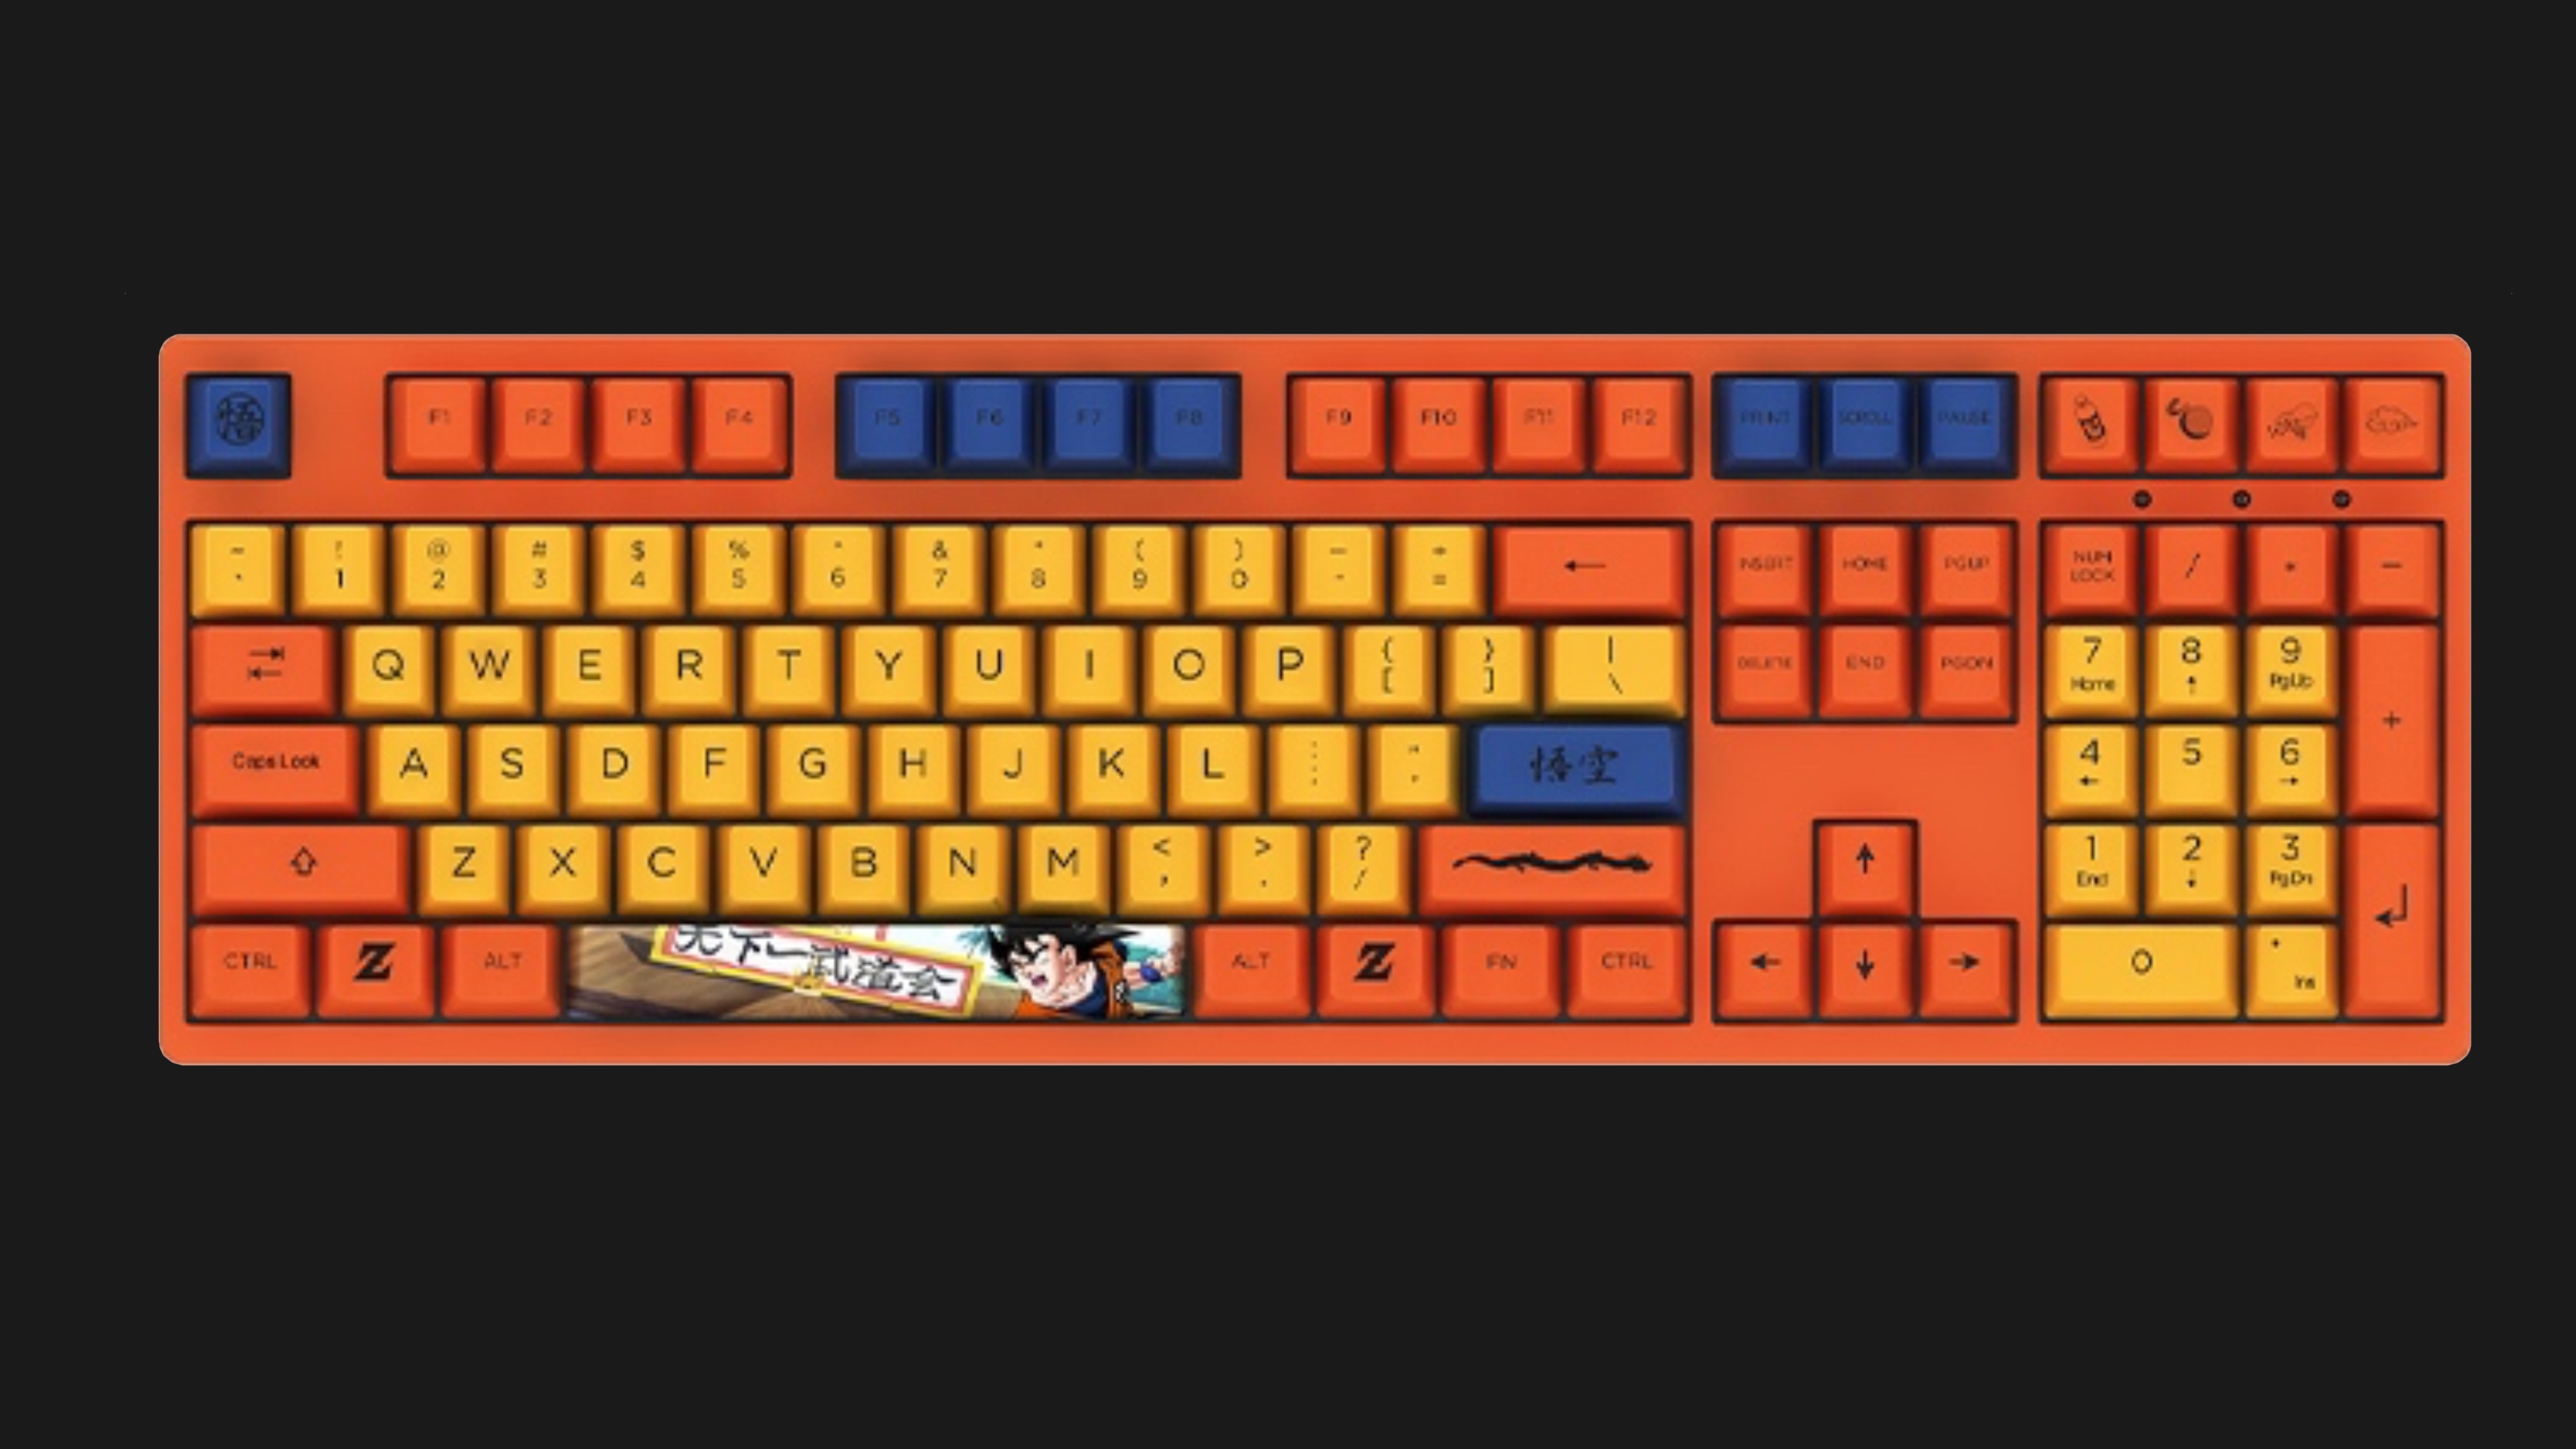 悟 F1 F2 F3 F4 F5 F6 F7 F8 F9 F10 F11 F12 PRINT SCROLL PAUSE
~ ! @ # $ % ^ & * ( ) — +
` 1 2 3 4 5 6 7 8 9 0 - = ← INSERT HOME PGUP NUM LOCK / * —
⇥ Q W E R T Y U I O P { } | 7 8 9 +
⇤ [ ] \ DELETE END PGDN Home ↑ PgUp
Caps Lock A S D F G H J K L : " 悟空 4 5 6
; ' ← →
⇧ Z X C V B N M < > ? ↑ 1 2 3 ↵
, . / End ↓ PgDn
CTRL Z ALT 天下一武道会 ALT Z FN CTRL ← ↓ → 0 .
Ins